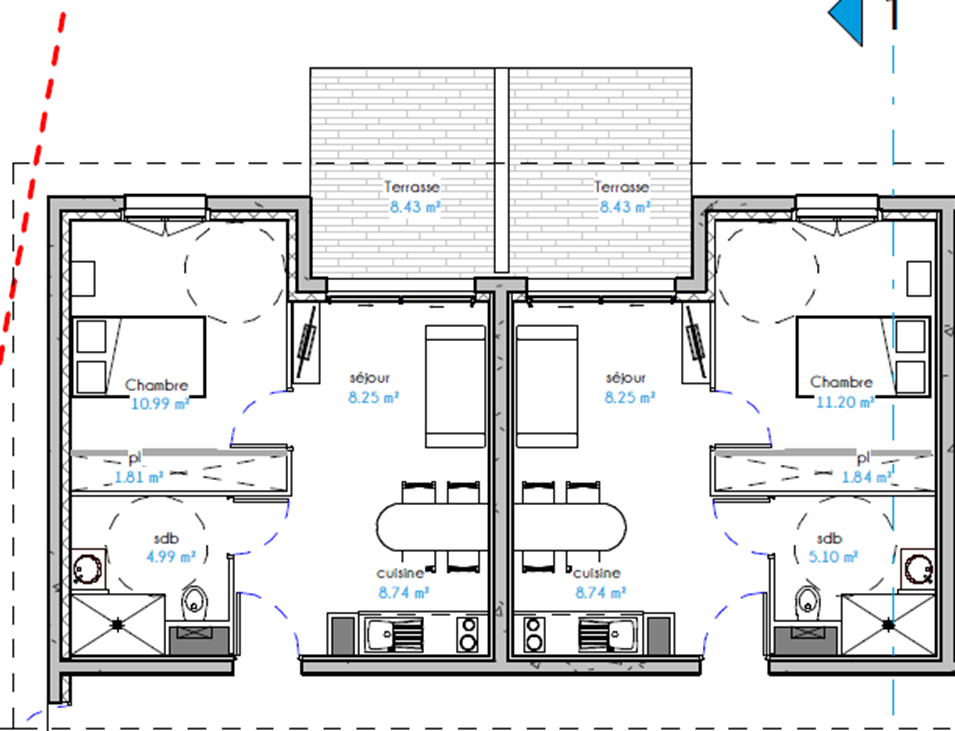 1
Terrasse
8.43 m²
Terrasse
8.43 m²
Chambre
10.99 m²
séjour
8.25 m²
séjour
8.25 m²
Chambre
11.20 m²
pl
1.81 m²
pl
1.84 m²
sdb
4.99 m²
sdb
5.10 m²
cuisine
8.74 m²
cuisine
8.74 m²